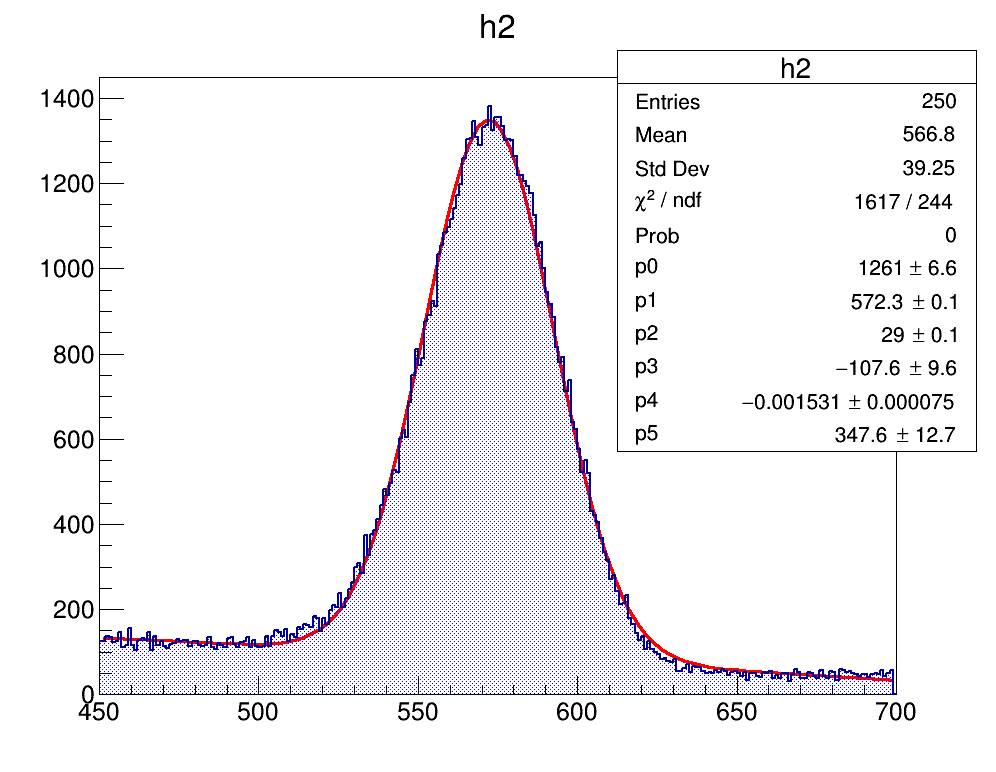 h2
h2
Entries 250
Mean 566.8
Std Dev 39.25
χ² / ndf 1617 / 244
Prob 0
p0 1261 ± 6.6
p1 572.3 ± 0.1
p2 29 ± 0.1
p3 −107.6 ± 9.6
p4 −0.001531 ± 0.000075
p5 347.6 ± 12.7
1400
1200
1000
800
600
400
200
0
450 500 550 600 650 700